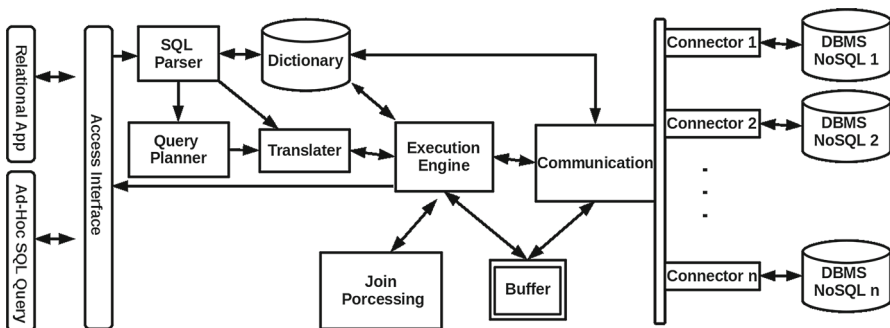 Relational App
Ad-Hoc SQL Query
Access Interface
SQL
Parser
Dictionary
Query
Planner
Translater
Execution
Engine
Communication
Join
Porcessing
Buffer
Connector 1
DBMS
NoSQL 1
Connector 2
DBMS
NoSQL 2
Connector n
DBMS
NoSQL n